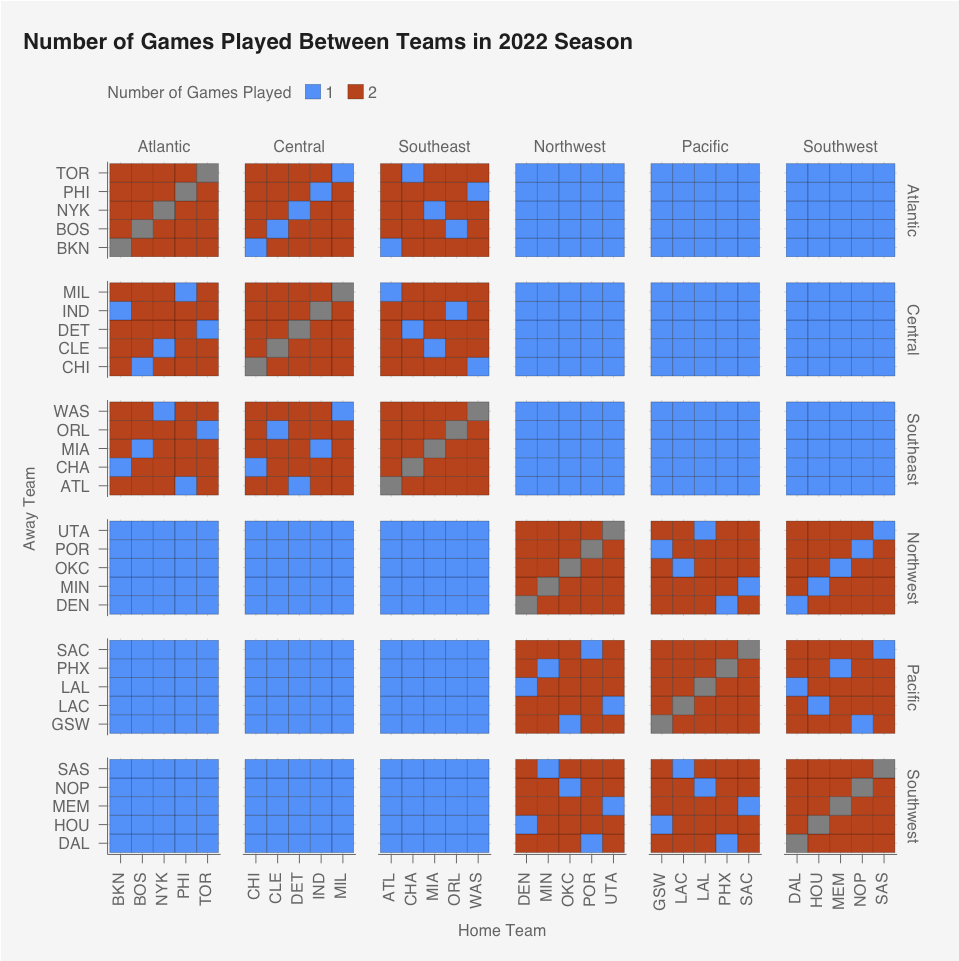 Number of Games Played Between Teams in 2022 Season
Number of Games Played 1 2
Atlantic Central Southeast Northwest Pacific Southwest
TOR
PHI
NYK
BOS
BKN
Atlantic
MIL
IND
DET
CLE
CHI
Central
WAS
ORL
MIA
CHA
ATL
Southeast
Away Team
UTA
POR
OKC
MIN
DEN
Northwest
SAC
PHX
LAL
LAC
GSW
Pacific
SAS
NOP
MEM
HOU
DAL
Southwest
BKN BOS NYK PHI TOR CHI CLE DET IND MIL ATL CHA MIA ORL WAS DEN MIN OKC POR UTA GSW LAC LAL PHX SAC DAL HOU MEM NOP SAS
Home Team